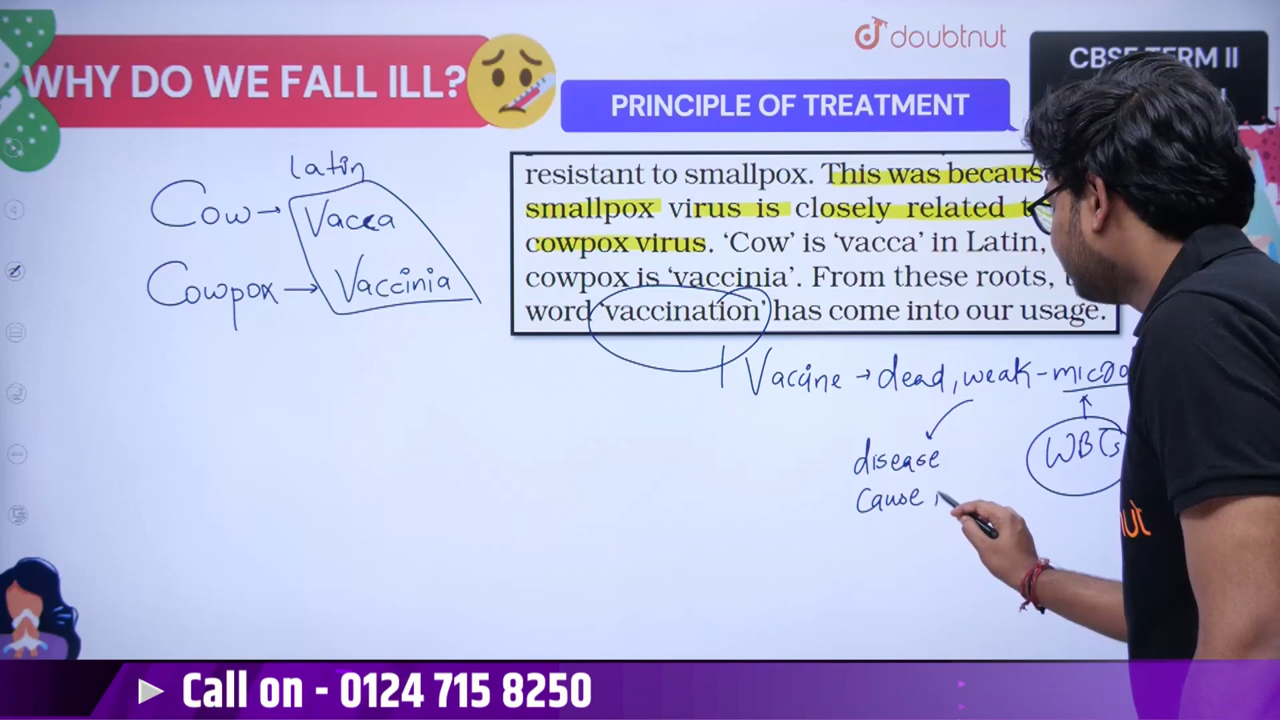 doubtnut
WHY DO WE FALL ILL?
CBSE TERM II
PRINCIPLE OF TREATMENT
resistant to smallpox. This was becaus
smallpox virus is closely related
cowpox virus. 'Cow' is 'vacca' in Latin,
cowpox is 'vaccinia'. From these roots,
word 'vaccination' has come into our usage.
Latin
Cow → Vacca
Cowpox → Vaccinia
Vaccine → dead, weak - micro
disease
cause
WBCs
Call on - 0124 715 8250